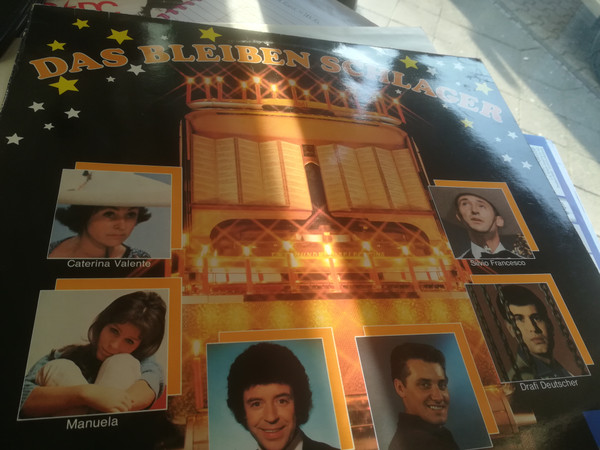 DAS BLEIBEN SCHLAGER
Caterina Valente
Silvio Francesco
Manuela
Drafi Deutscher